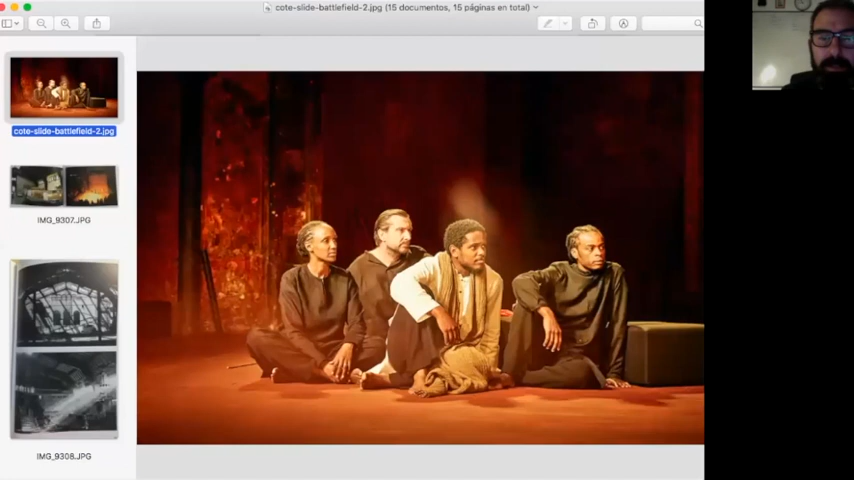 cote-slide-battlefield-2.jpg (15 documentos, 15 páginas en total)
cote-slide-battlefield-2.jpg
IMG_9307.JPG
IMG_9308.JPG